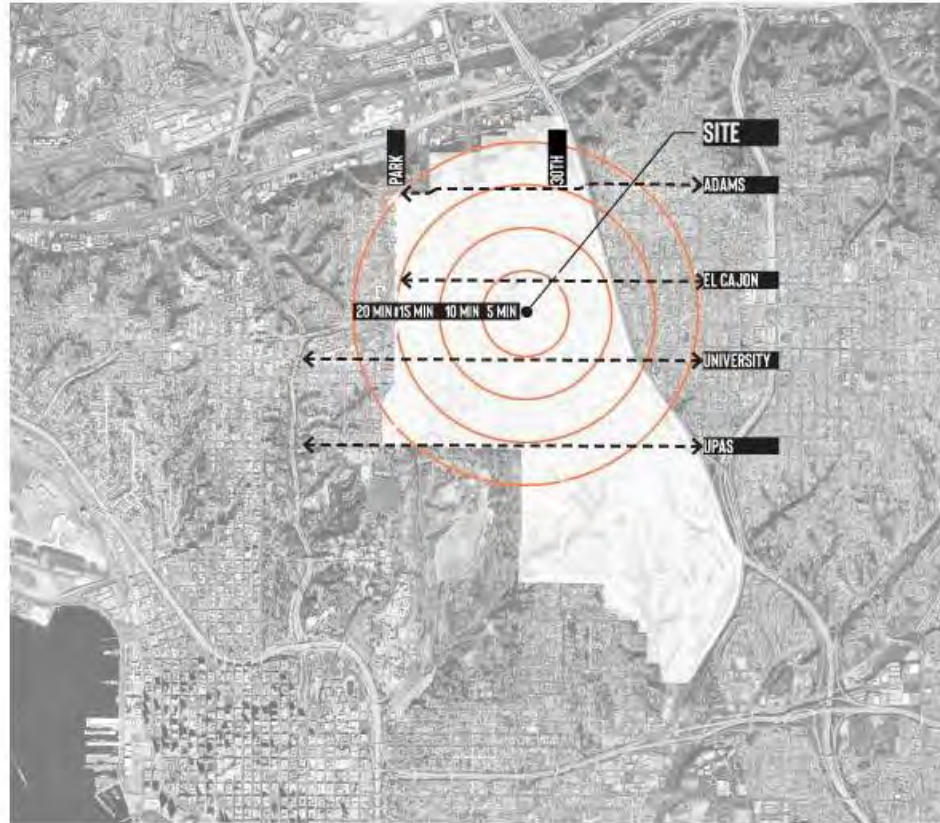 SITE
PARK
30TH
ADAMS
EL CAJON
20 MIN 15 MIN 10 MIN 5 MIN
UNIVERSITY
UPAS